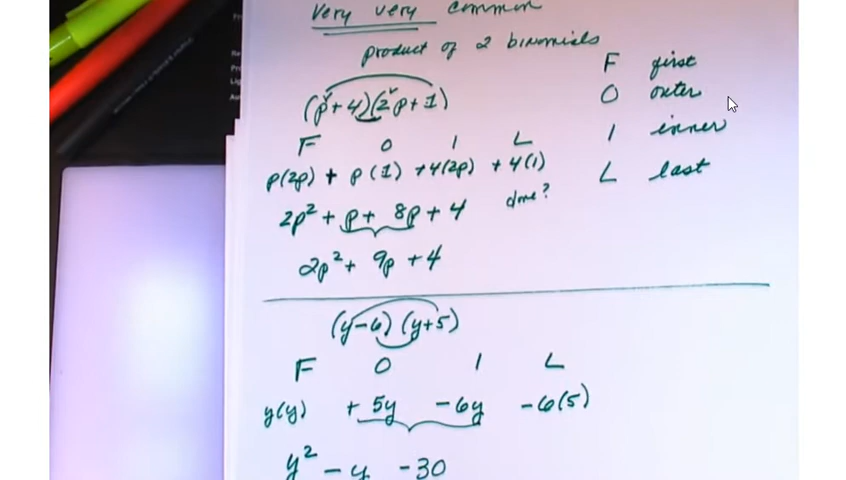 very very common
product of 2 binomials
F first
O outer
I inner
L last
(p + 4)(2p + 1)
F O I L
p(2p) + p(1) + 4(2p) + 4(1)
2p² + p + 8p + 4 done?
2p² + 9p + 4
(y - 6) (y + 5)
F O I L
y(y) + 5y - 6y - 6(5)
y² - y - 30